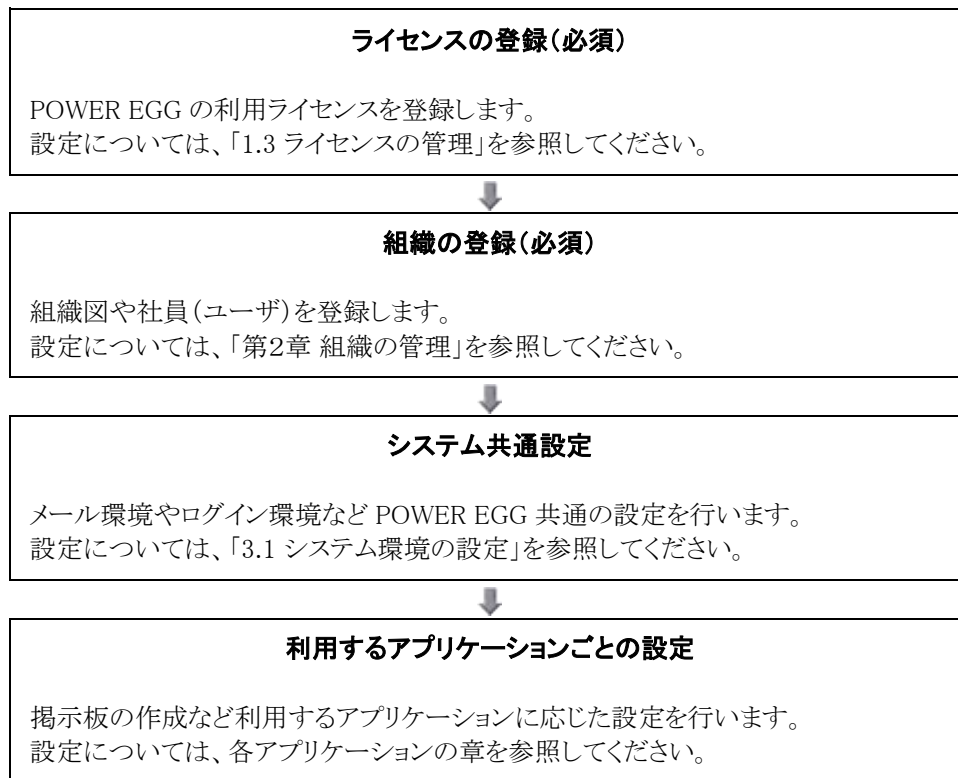 ライセンスの登録(必須)
POWER EGG の利用ライセンスを登録します。
設定については、「1.3 ライセンスの管理」を参照してください。
組織の登録(必須)
組織図や社員(ユーザ)を登録します。
設定については、「第2章 組織の管理」を参照してください。
システム共通設定
メール環境やログイン環境など POWER EGG 共通の設定を行います。
設定については、「3.1 システム環境の設定」を参照してください。
利用するアプリケーションごとの設定
掲示板の作成など利用するアプリケーションに応じた設定を行います。
設定については、各アプリケーションの章を参照してください。